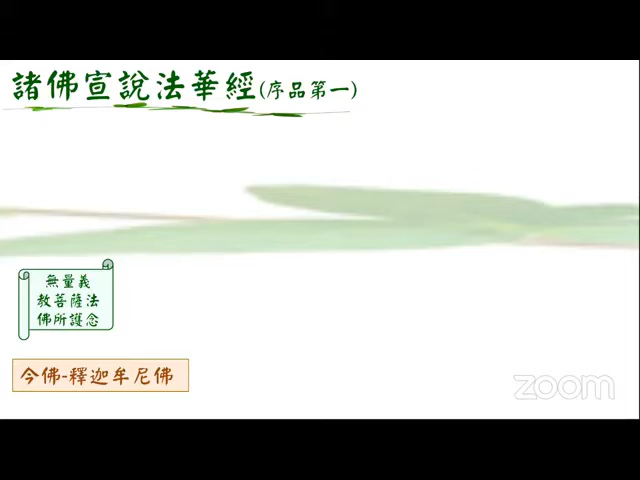 諸佛宣說法華經(序品第一)
無量義
教菩薩法
佛所護念
今佛-釋迦牟尼佛
zoom